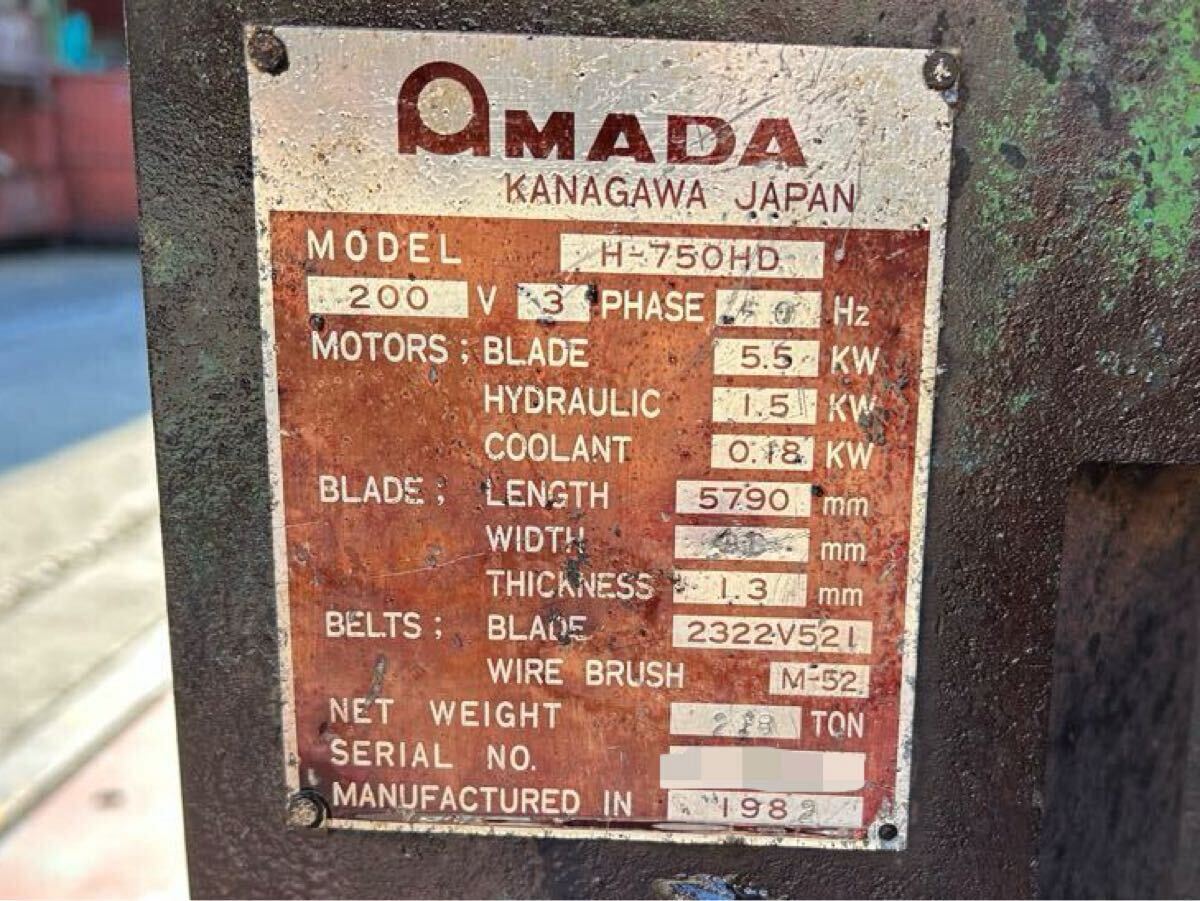 AMADA
KANAGAWA JAPAN
MODEL H-750HD
200 V 3 PHASE Hz
MOTORS; BLADE 5.5 KW
HYDRAULIC 1.5 KW
COOLANT 0.18 KW
BLADE; LENGTH 5790 mm
WIDTH mm
THICKNESS 1.3 mm
BELTS; BLADE 2322V521
WIRE BRUSH M-52
NET WEIGHT TON
SERIAL NO.
MANUFACTURED IN 1989